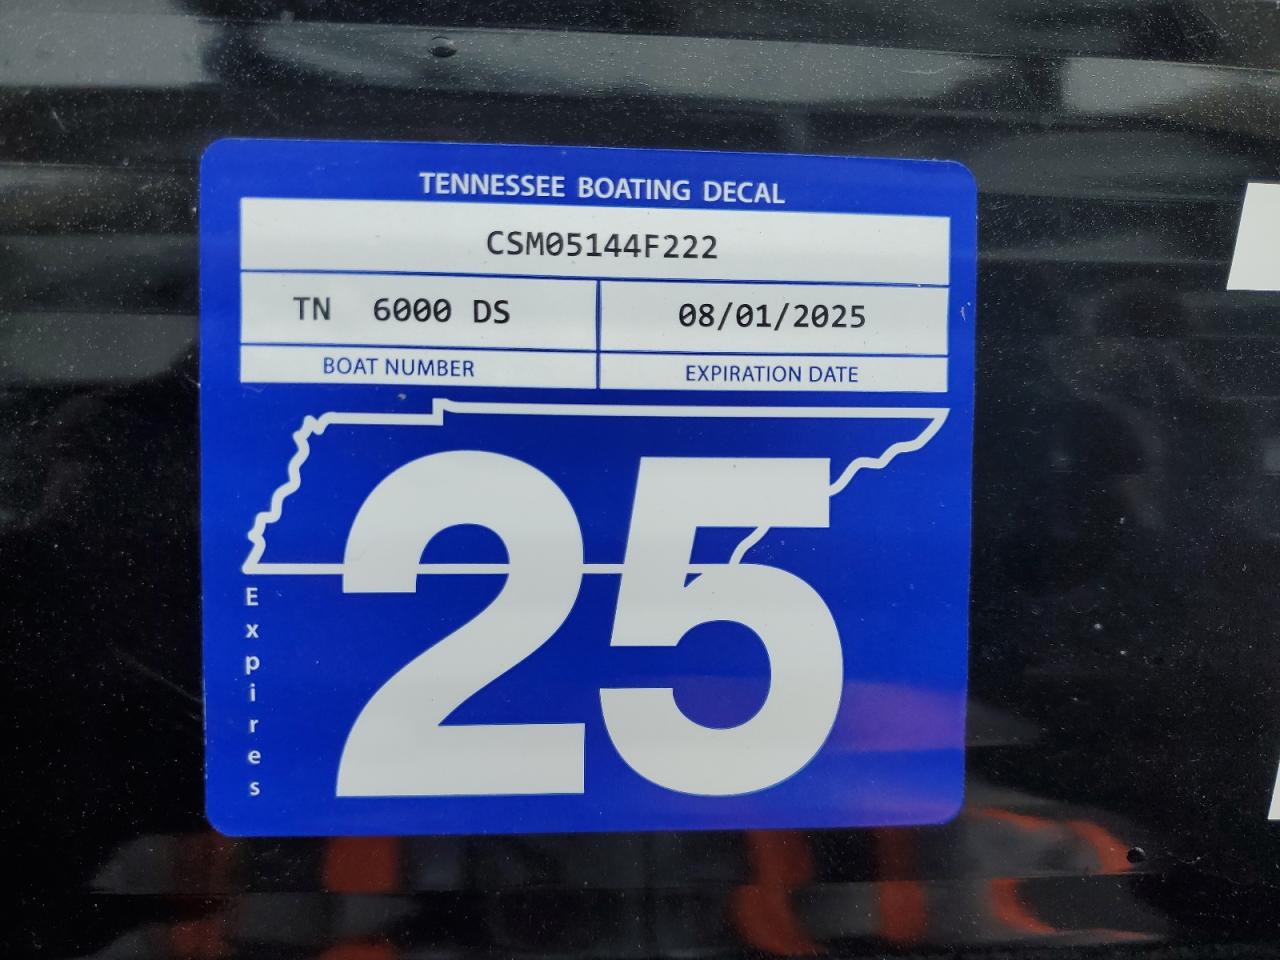 TENNESSEE BOATING DECAL
CSM05144F222
TN 6000 DS
08/01/2025
BOAT NUMBER
EXPIRATION DATE
25
Expires